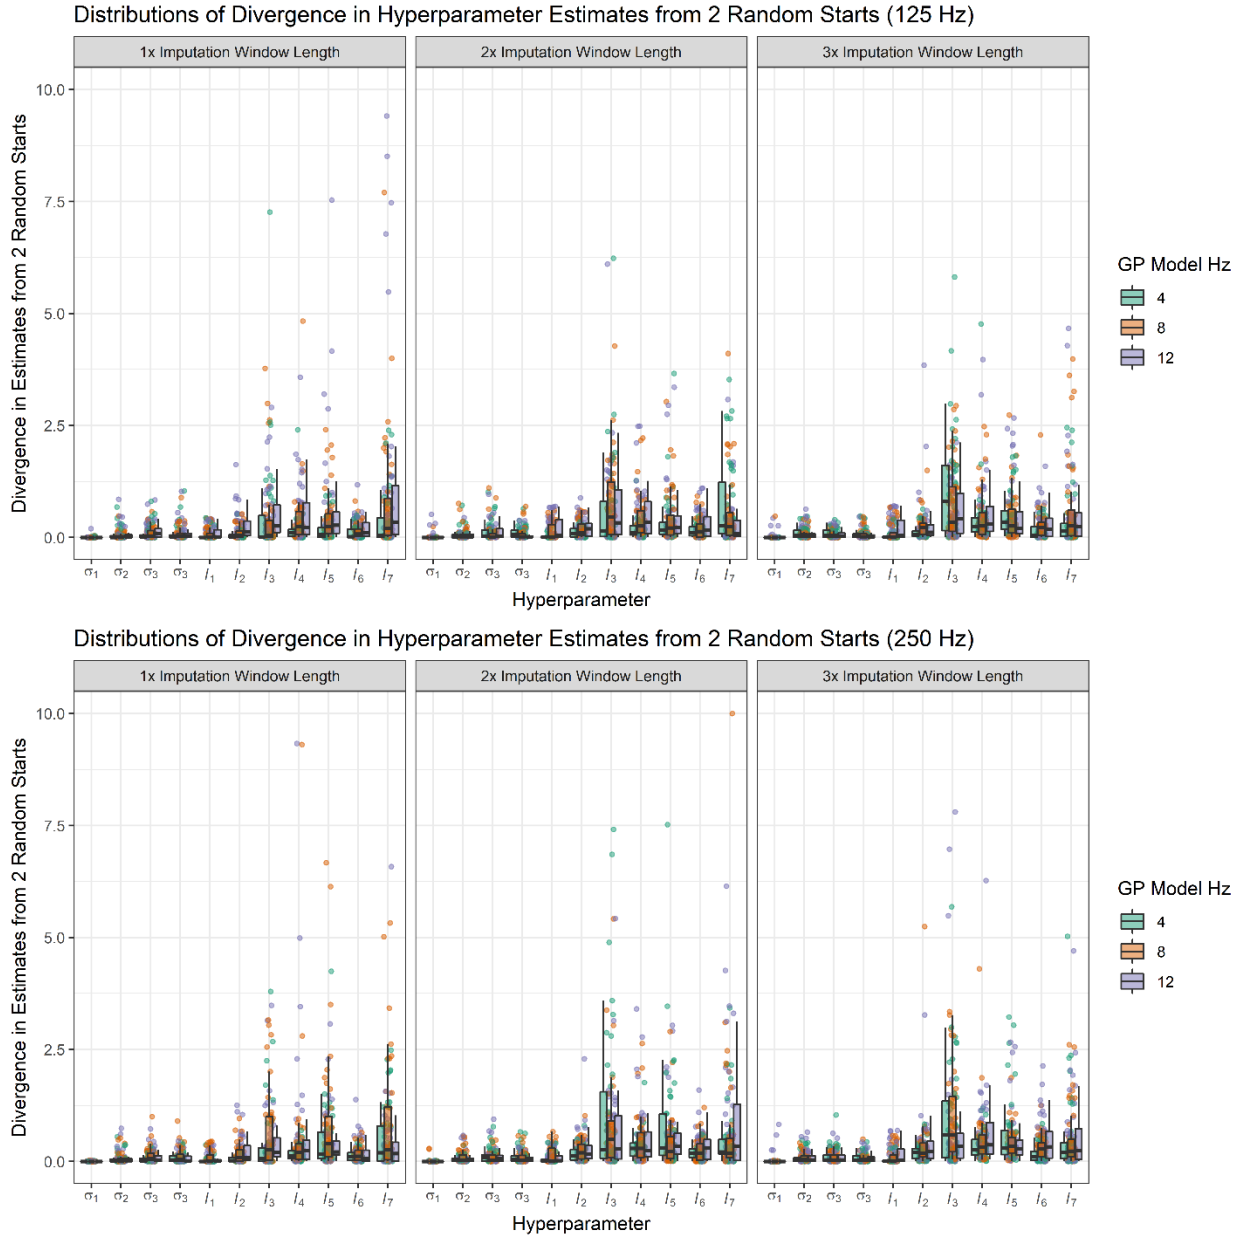 Distributions of Divergence in Hyperparameter Estimates from 2 Random Starts (125 Hz)
1x Imputation Window Length
2x Imputation Window Length
3x Imputation Window Length
Divergence in Estimates from 2 Random Starts
10.0
7.5
5.0
2.5
0.0
σ1 σ2 σ3 σ3 l1 l2 l3 l4 l5 l6 l7
σ1 σ2 σ3 σ3 l1 l2 l3 l4 l5 l6 l7
σ1 σ2 σ3 σ3 l1 l2 l3 l4 l5 l6 l7
Hyperparameter
GP Model Hz
4
8
12
Distributions of Divergence in Hyperparameter Estimates from 2 Random Starts (250 Hz)
1x Imputation Window Length
2x Imputation Window Length
3x Imputation Window Length
Divergence in Estimates from 2 Random Starts
10.0
7.5
5.0
2.5
0.0
σ1 σ2 σ3 σ3 l1 l2 l3 l4 l5 l6 l7
σ1 σ2 σ3 σ3 l1 l2 l3 l4 l5 l6 l7
σ1 σ2 σ3 σ3 l1 l2 l3 l4 l5 l6 l7
Hyperparameter
GP Model Hz
4
8
12